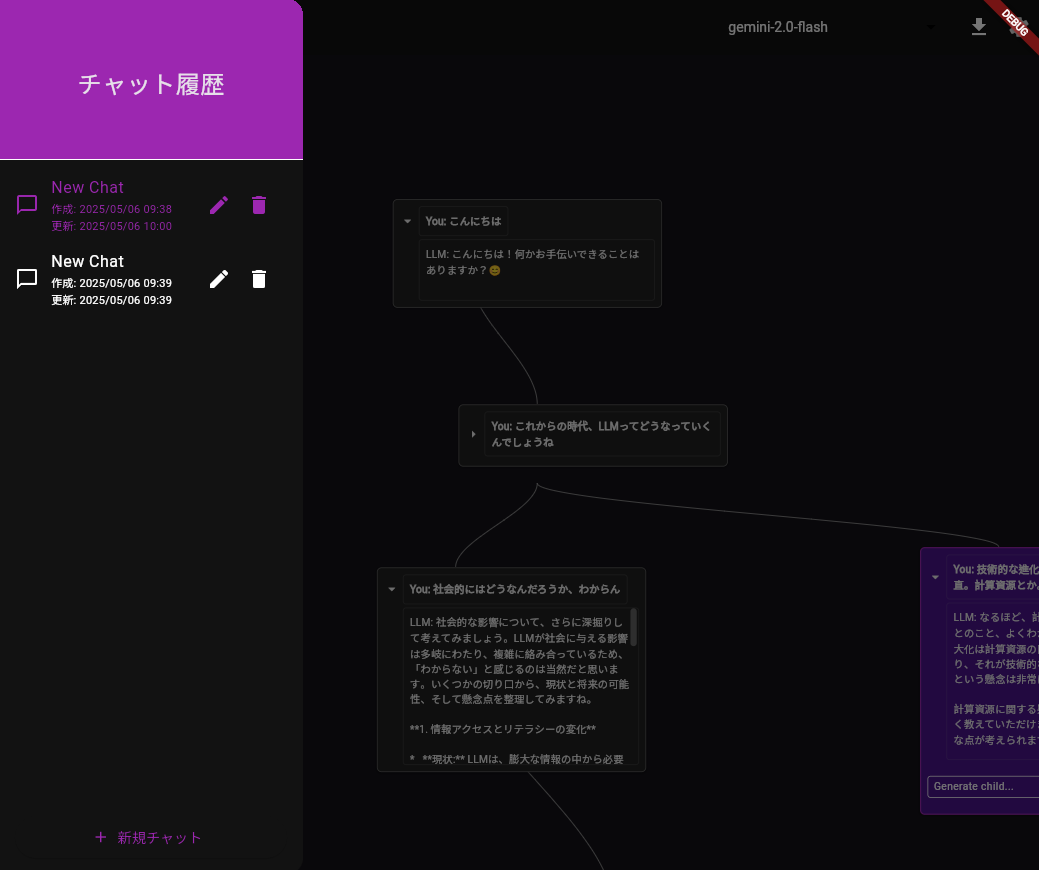 チャット履歴
New Chat
作成: 2025/05/06 09:38
更新: 2025/05/06 10:00
New Chat
作成: 2025/05/06 09:39
更新: 2025/05/06 09:39
+ 新規チャット
gemini-2.0-flash
DEBUG
You: こんにちは
LLM: こんにちは！何かお手伝いできることは
ありますか？😊
You: これからの時代、LLMってどうなっていく
んでしょうね
You: 社会的にはどうなんだろうか、わからん
LLM: 社会的な影響について、さらに深掘りし
て考えてみましょう。LLMが社会に与える影響
は多岐にわたり、複雑に絡み合っているため、
「わからない」と感じるのは当然だと思いま
す。いくつかの切り口から、現状と将来の可能
性、そして懸念点を整理してみますね。
**1. 情報アクセスとリテラシーの変化**
* **現状:** LLMは、膨大な情報の中から必要
You: 技術的な進化
直。計算資源とか
LLM: なるほど、計
とのこと、よくわ
大化は計算資源の
り、それが技術的
という懸念は非常
計算資源に関する
く教えていただけ
な点が考えられま
Generate child...